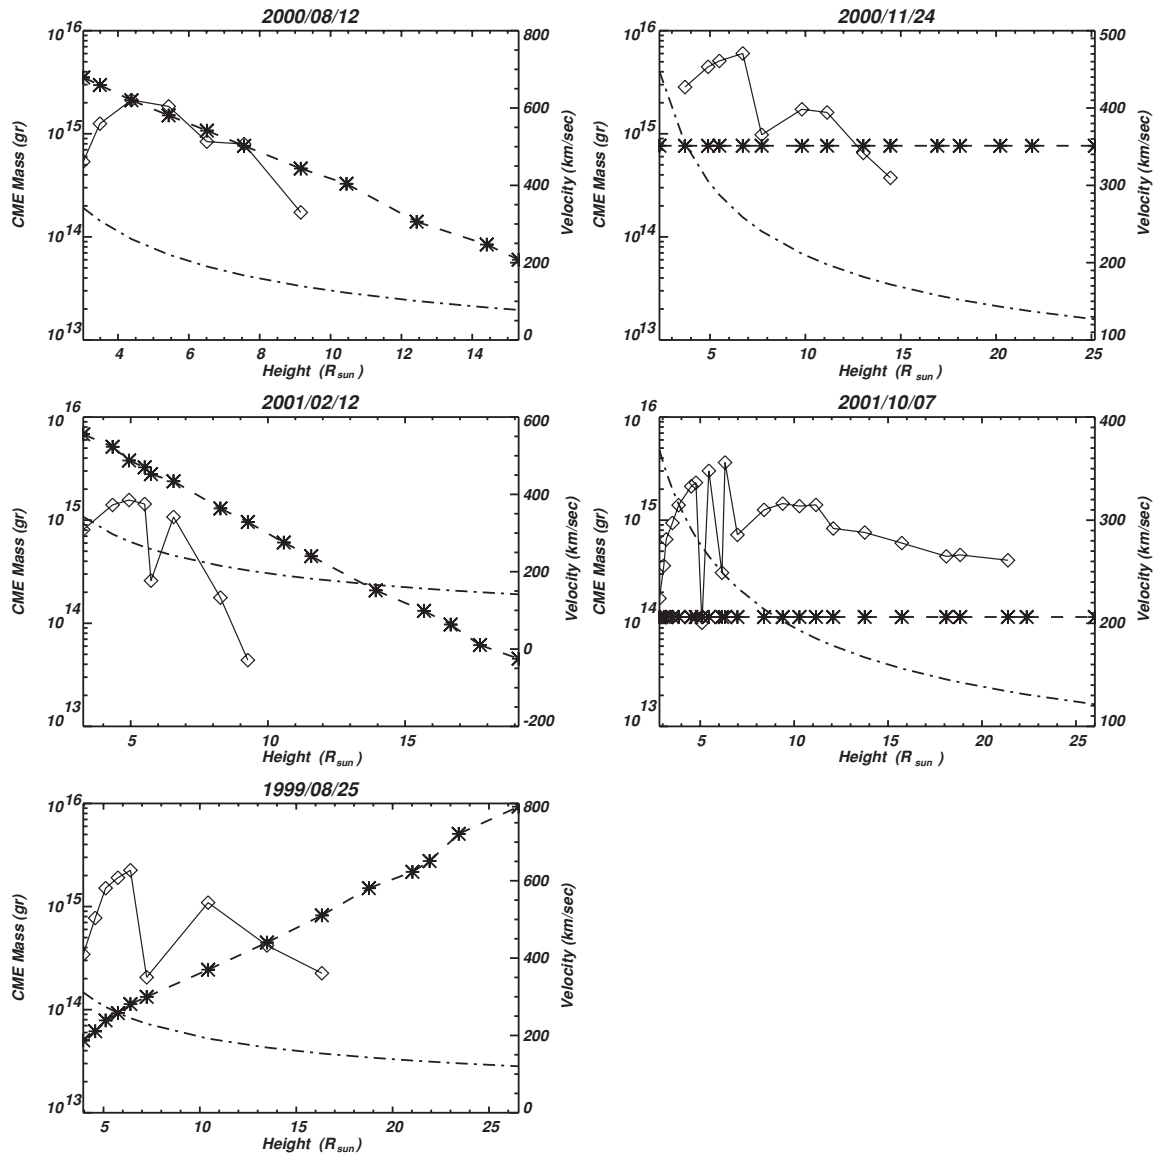 2000/08/12
10^16
10^15
10^14
10^13
CME Mass (gr)
800
600
400
200
0
Velocity (km/sec)
4 6 8 10 12 14
Height (R_sun)
2000/11/24
10^16
10^15
10^14
10^13
CME Mass (gr)
500
400
300
200
100
Velocity (km/sec)
5 10 15 20 25
Height (R_sun)
2001/02/12
10^16
10^15
10^14
10^13
CME Mass (gr)
600
400
200
0
-200
Velocity (km/sec)
5 10 15
Height (R_sun)
2001/10/07
10^16
10^15
10^14
10^13
CME Mass (gr)
400
300
200
100
Velocity (km/sec)
5 10 15 20 25
Height (R_sun)
1999/08/25
10^16
10^15
10^14
10^13
CME Mass (gr)
800
600
400
200
0
Velocity (km/sec)
5 10 15 20 25
Height (R_sun)